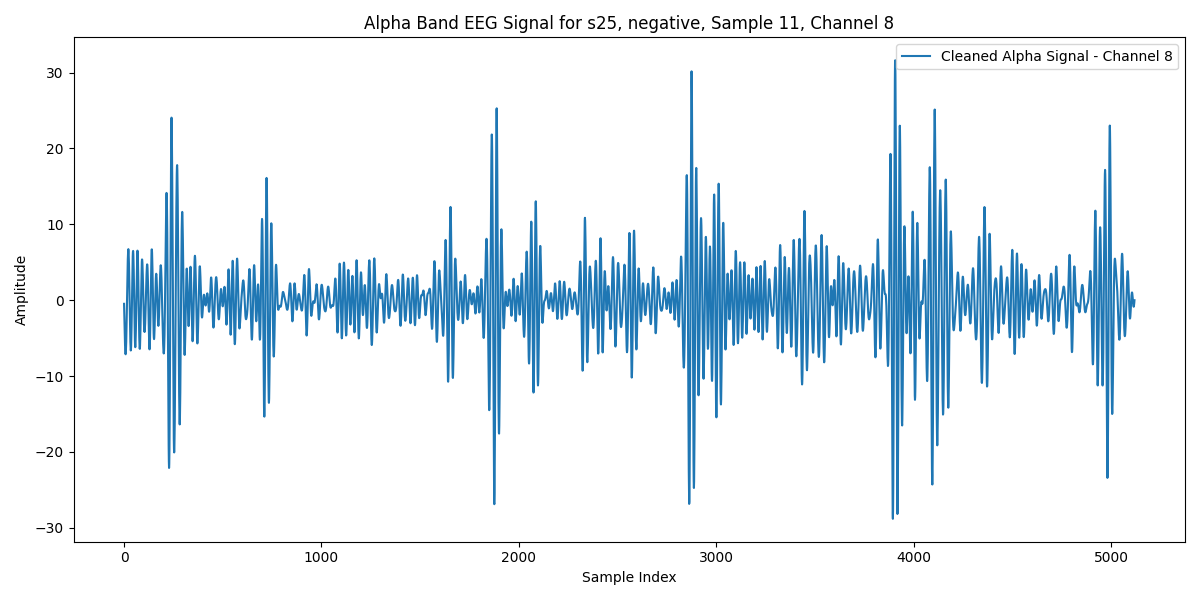 Alpha Band EEG Signal for s25, negative, Sample 11, Channel 8
Cleaned Alpha Signal - Channel 8
Amplitude
30
20
10
0
−10
−20
−30
0 1000 2000 3000 4000 5000
Sample Index